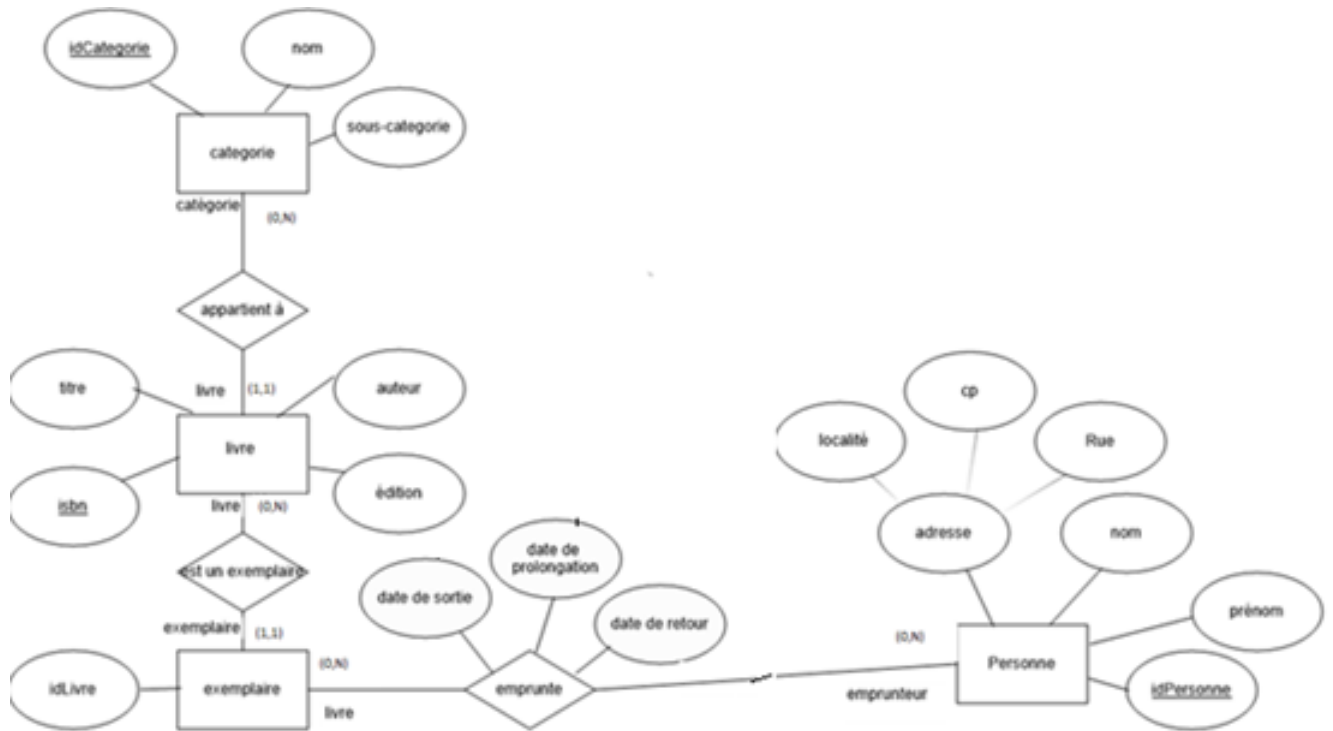 idCategorie
nom
sous-categorie
categorie
catégorie
(0,N)
appartient à
titre
livre
(1,1)
auteur
livre
isbn
édition
livre
(0,N)
est un exemplaire
exemplaire
(1,1)
idLivre
exemplaire
(0,N)
livre
date de sortie
date de
prolongation
date de retour
emprunte
(0,N)
emprunteur
cp
localité
Rue
adresse
nom
prénom
Personne
idPersonne